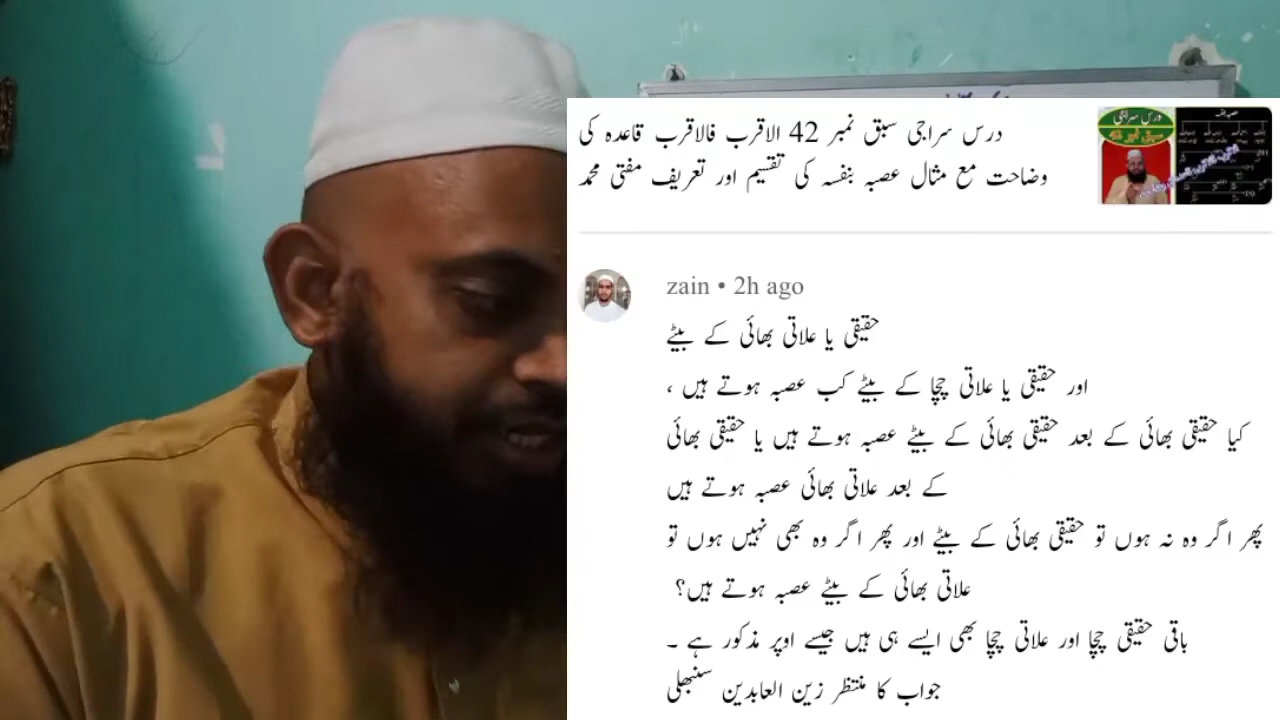 درس سراجی سبق نمبر 42 الاقرب فالاقرب قاعدہ کی
وضاحت مع مثال عصبہ بنفسہ کی تقسیم اور تعریف مفتی محمد
درس سراجی
سبق نمبر 42
zain • 2h ago
حقیقی یا علاتی بھائی کے بیٹے
اور حقیقی یا علاتی چچا کے بیٹے کب عصبہ ہوتے ہیں ،
کیا حقیقی بھائی کے بعد حقیقی بھائی کے بیٹے عصبہ ہوتے ہیں یا حقیقی بھائی
کے بعد علاتی بھائی عصبہ ہوتے ہیں
پھر اگر وہ نہ ہوں تو حقیقی بھائی کے بیٹے اور پھر اگر وہ بھی نہیں ہوں تو
علاتی بھائی کے بیٹے عصبہ ہوتے ہیں؟
باقی حقیقی چچا اور علاتی چچا بھی ایسے ہی ہیں جیسے اوپر مذکور ہے ۔
جواب کا منتظر زین العابدین سنبھلی